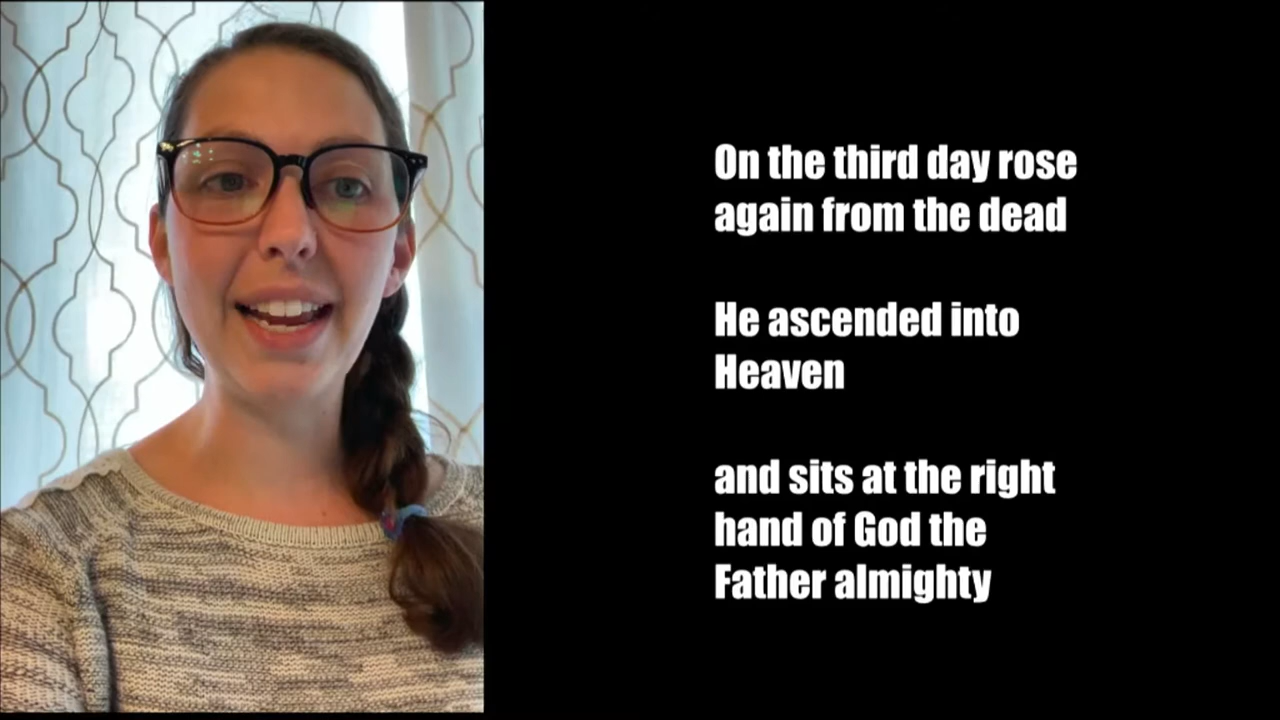 On the third day rose
again from the dead
He ascended into
Heaven
and sits at the right
hand of God the
Father almighty